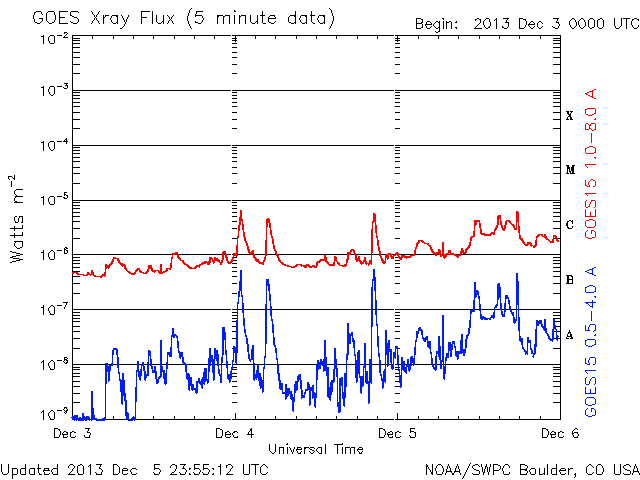 GOES Xray Flux (5 minute data)
Begin: 2013 Dec 3 0000 UTC
10⁻²
10⁻³
10⁻⁴
10⁻⁵
10⁻⁶
10⁻⁷
10⁻⁸
10⁻⁹
Watts m⁻²
X
M
C
B
A
GOES15 1.0-8.0 A
GOES15 0.5-4.0 A
Dec 3
Dec 4
Dec 5
Dec 6
Universal Time
Updated 2013 Dec 5 23:55:12 UTC
NOAA/SWPC Boulder, CO USA